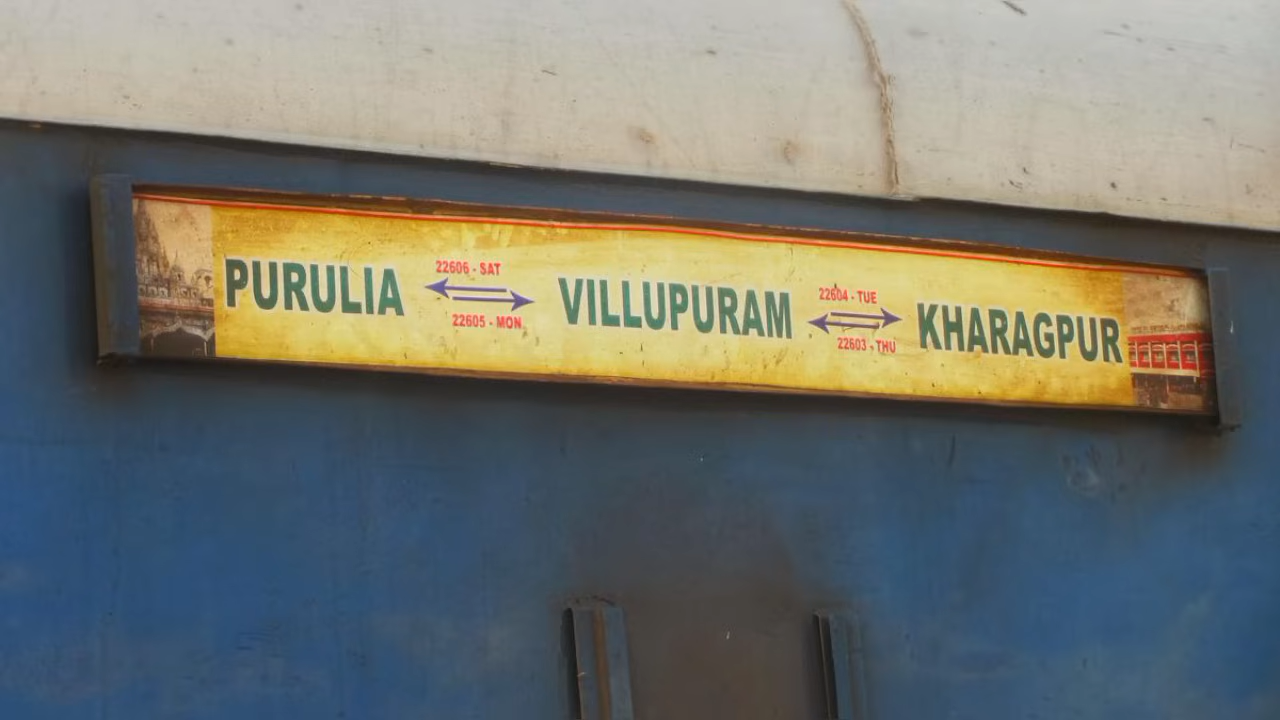 PURULIA
22606 - SAT
22605 - MON
VILLUPURAM
22604 - TUE
22603 - THU
KHARAGPUR